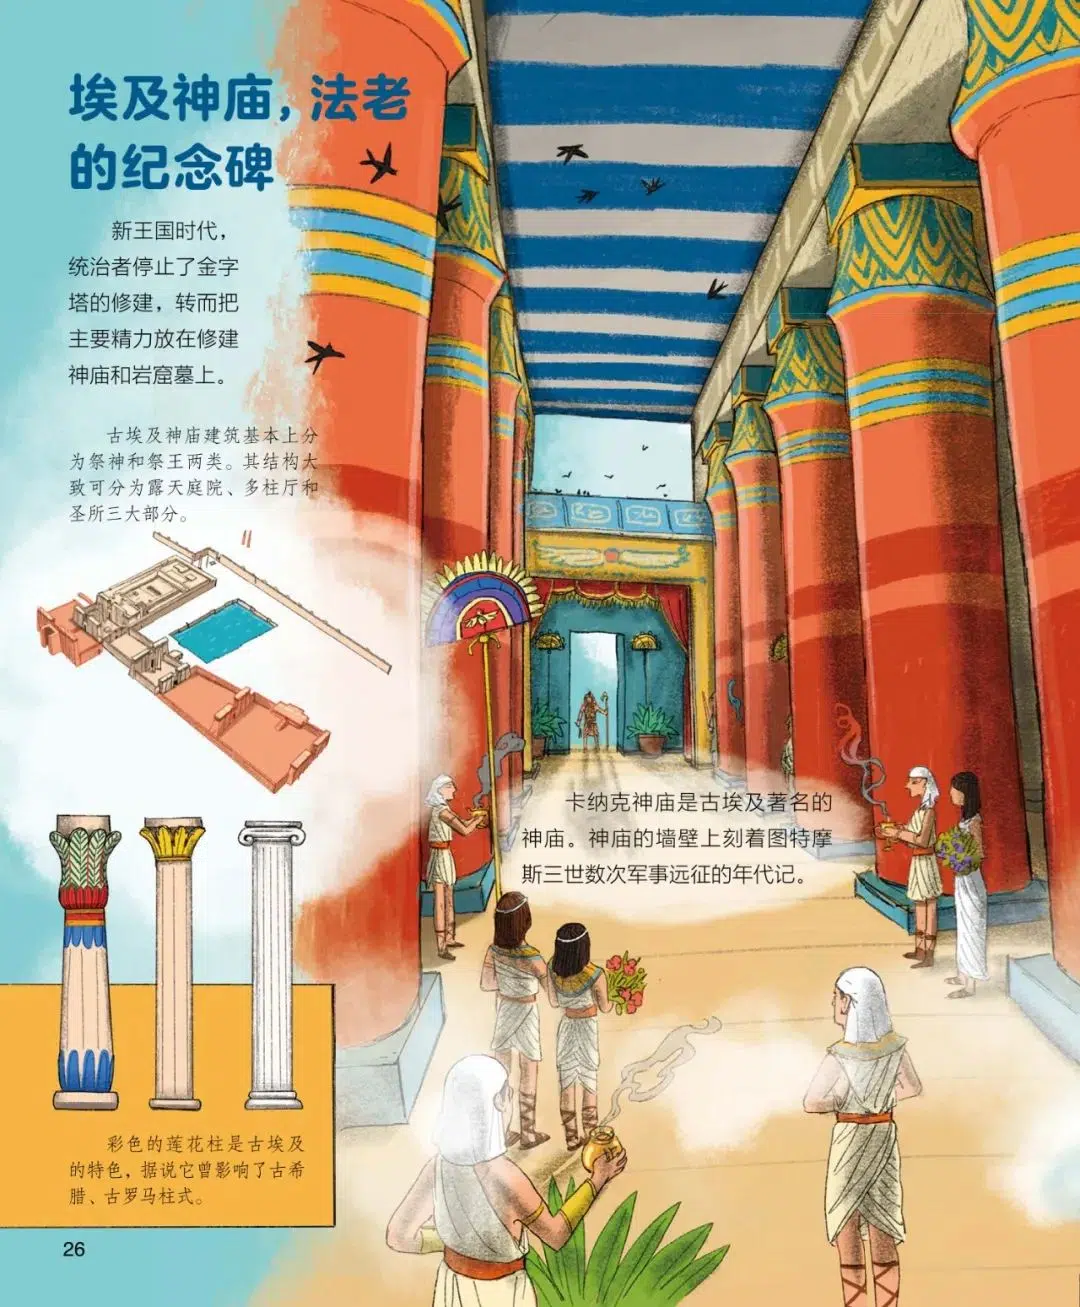 埃及神庙，法老
的纪念碑
新王国时代，
统治者停止了金字
塔的修建，转而把
主要精力放在修建
神庙和岩窟墓上。
古埃及神庙建筑基本上分
为祭神和祭王两类。其结构大
致可分为露天庭院、多柱厅和
圣所三大部分。
卡纳克神庙是古埃及著名的
神庙。神庙的墙壁上刻着图特摩
斯三世数次军事远征的年代记。
彩色的莲花柱是古埃及
的特色，据说它曾影响了古希
腊、古罗马柱式。
26